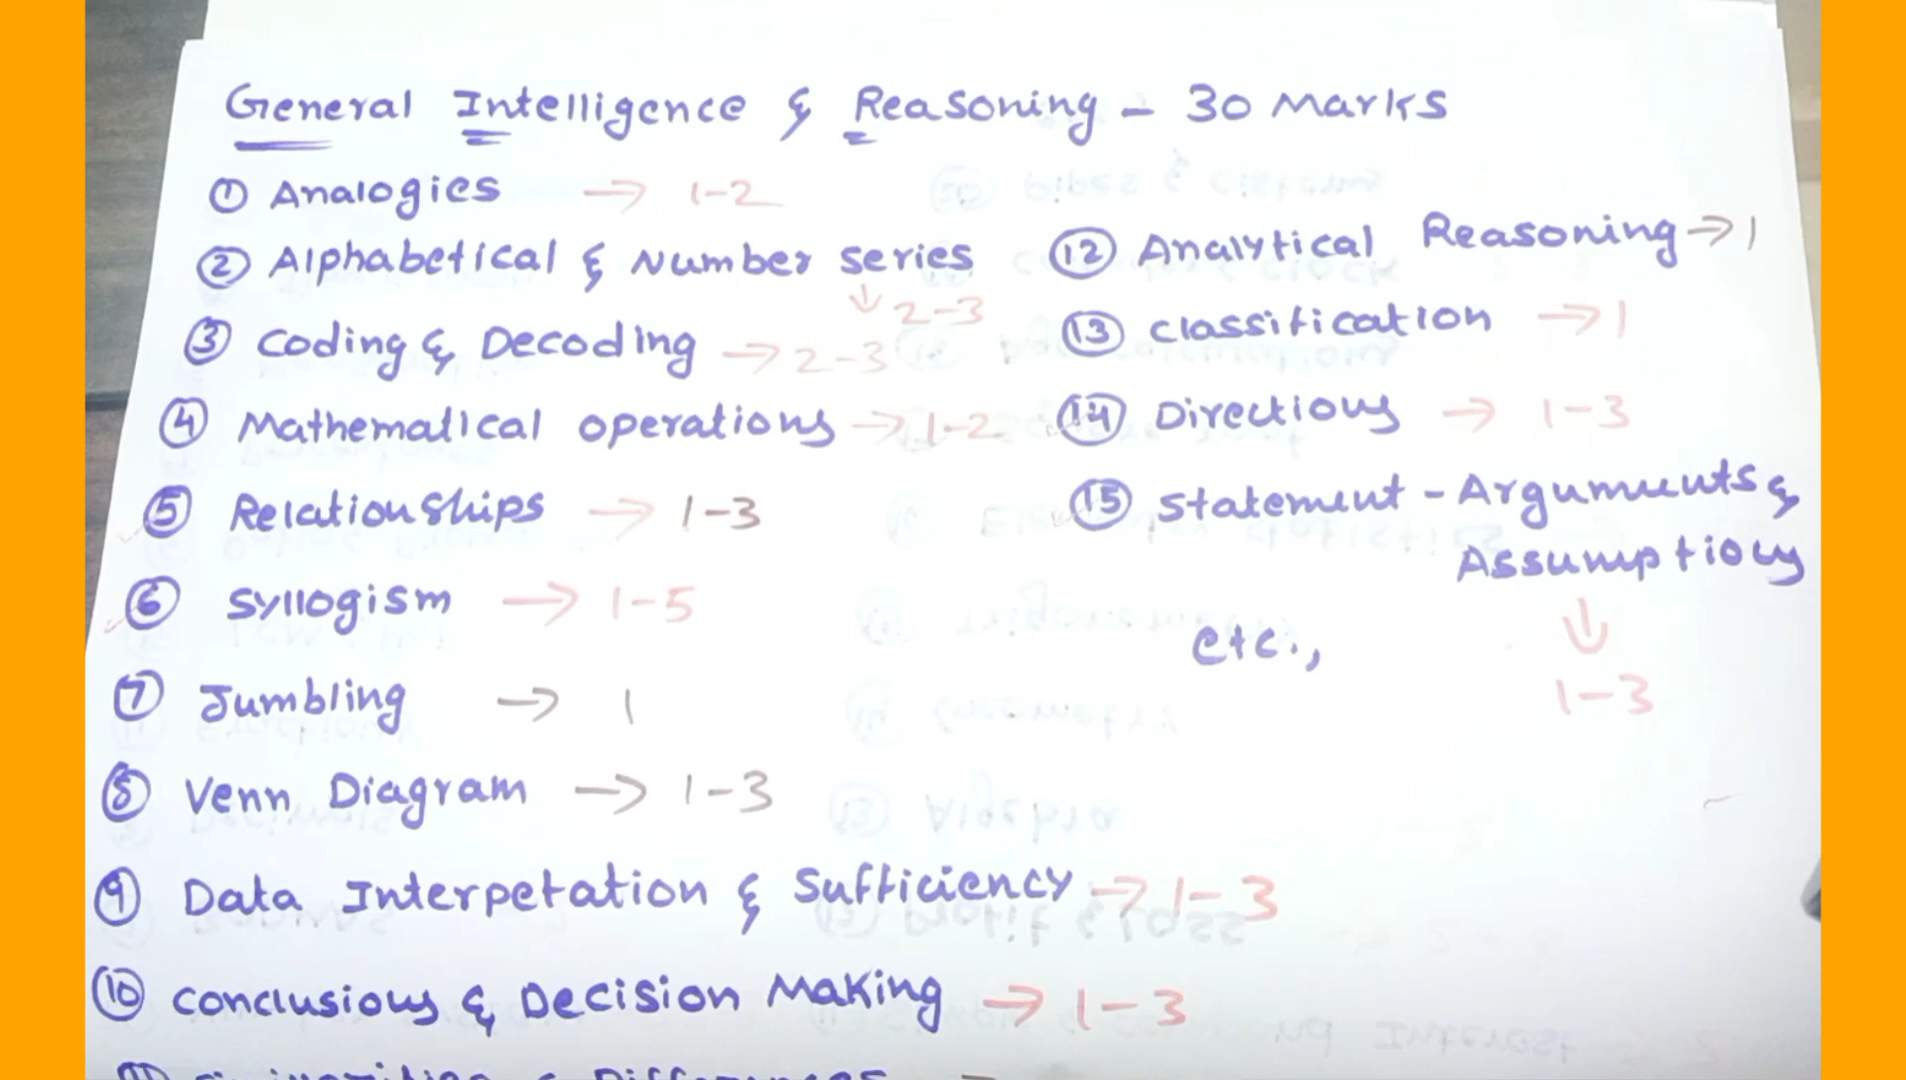 General Intelligence & Reasoning - 30 Marks
① Analogies → 1-2
② Alphabetical & Number series
↓ 2-3
③ Coding & Decoding → 2-3
④ Mathematical operations → 1-2
⑤ Relationships → 1-3
⑥ Syllogism → 1-5
⑦ Jumbling → 1
⑧ Venn Diagram → 1-3
⑨ Data Interpetation & Sufficiency → 1-3
⑩ Conclusions & Decision Making → 1-3
⑫ Analytical Reasoning → 1
⑬ Classification → 1
⑭ Directions → 1-3
⑮ Statement - Arguments &
Assumptions
↓
1-3
etc.,